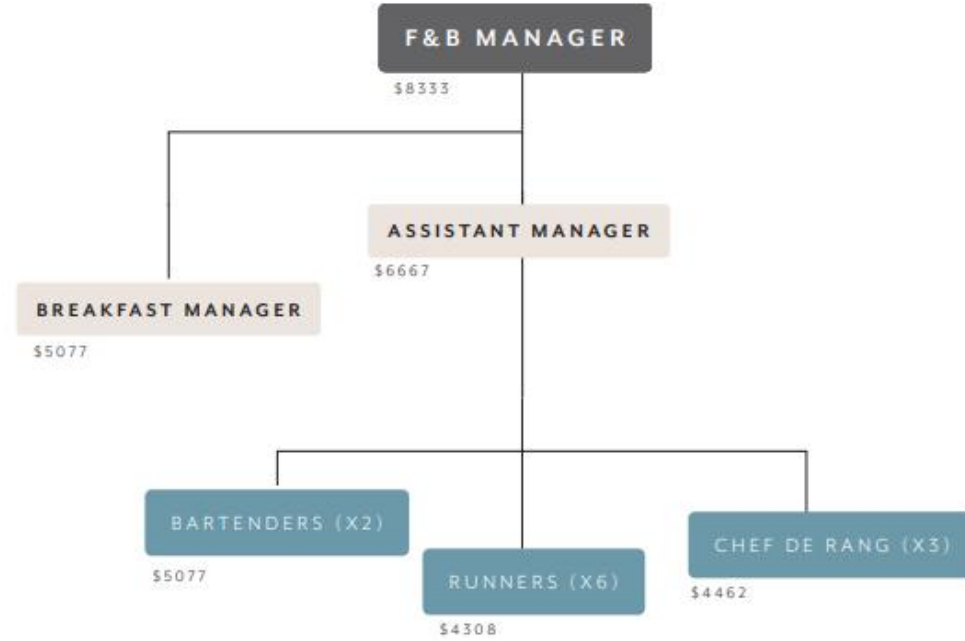 F&B MANAGER
$8333
ASSISTANT MANAGER
$6667
BREAKFAST MANAGER
$5077
BARTENDERS (X2)
$5077
RUNNERS (X6)
$4308
CHEF DE RANG (X3)
$4462